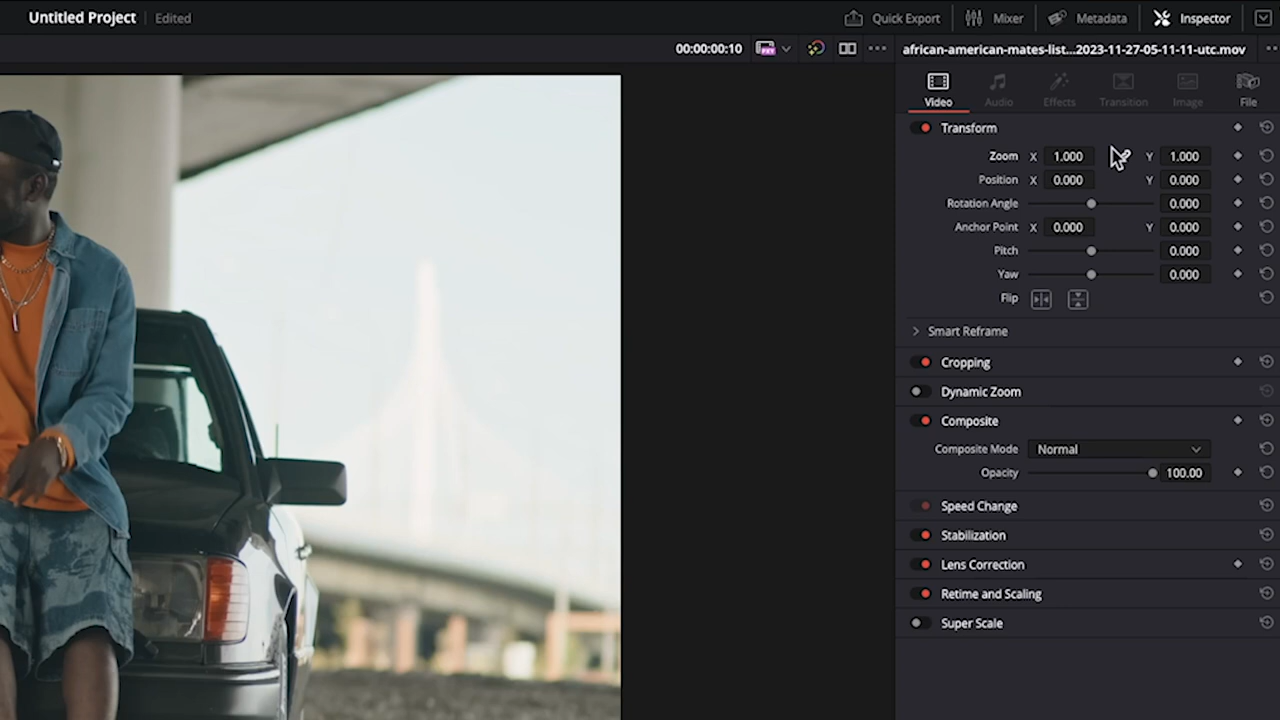 Untitled Project Edited Quick Export Mixer Metadata Inspector
00:00:00:10 african-american-mates-list...2023-11-27-05-11-11-utc.mov
Video Audio Effects Transition Image File
Transform
Zoom X 1.000 Y 1.000
Position X 0.000 Y 0.000
Rotation Angle 0.000
Anchor Point X 0.000 Y 0.000
Pitch 0.000
Yaw 0.000
Flip
Smart Reframe
Cropping
Dynamic Zoom
Composite
Composite Mode Normal
Opacity 100.00
Speed Change
Stabilization
Lens Correction
Retime and Scaling
Super Scale